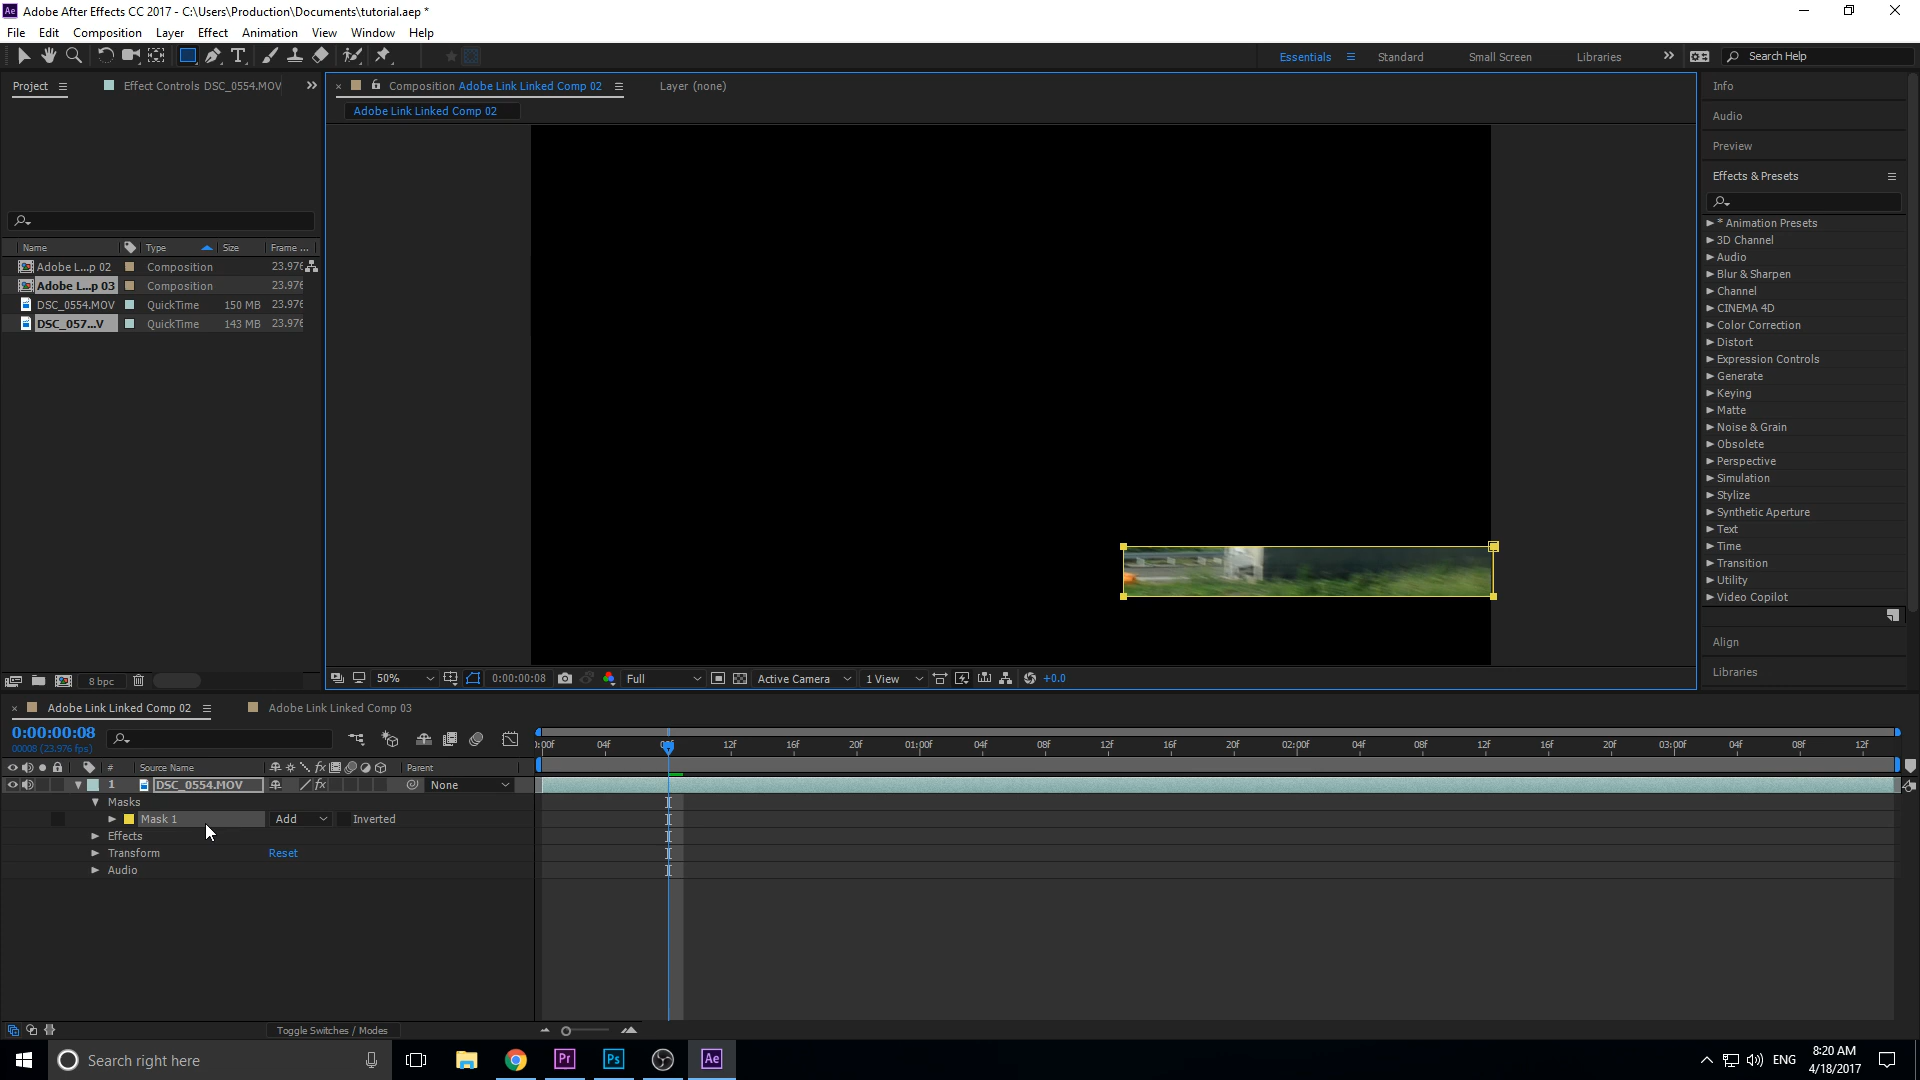 Ae Adobe After Effects CC 2017 - C:\Users\Production\Documents\tutorial.aep *
File Edit Composition Layer Effect Animation View Window Help
Essentials Standard Small Screen Libraries Search Help
Project Effect Controls DSC_0554.MOV
Composition Adobe Link Linked Comp 02 Layer (none)
Adobe Link Linked Comp 02
Name Type Size Frame ...
Adobe L...p 02 Composition 23.976
Adobe L...p 03 Composition 23.976
DSC_0554.MOV QuickTime 150 MB 23.976
DSC_057...V QuickTime 143 MB 23.976
8 bpc
50% 0:00:00:08 Full Active Camera 1 View +0.0
Info
Audio
Preview
Effects & Presets
* Animation Presets
3D Channel
Audio
Blur & Sharpen
Channel
CINEMA 4D
Color Correction
Distort
Expression Controls
Generate
Keying
Matte
Noise & Grain
Obsolete
Perspective
Simulation
Stylize
Synthetic Aperture
Text
Time
Transition
Utility
Video Copilot
Align
Libraries
Adobe Link Linked Comp 02 Adobe Link Linked Comp 03
0:00:00:08
00008 (23.976 fps)
):00f 04f 12f 16f 20f 01:00f 04f 08f 12f 16f 20f 02:00f 04f 08f 12f 16f 20f 03:00f 04f 08f 12f
# Source Name fx Parent
1 DSC_0554.MOV fx None
Masks
Mask 1 Add Inverted
Effects
Transform Reset
Audio
Toggle Switches / Modes
Search right here Pr Ps Ae ENG 8:20 AM
4/18/2017